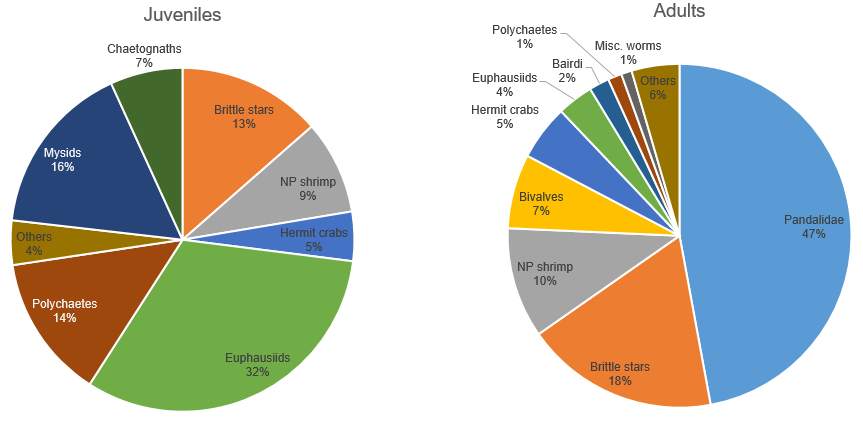 Juveniles
Chaetognaths
7%
Brittle stars
13%
NP shrimp
9%
Hermit crabs
5%
Euphausiids
32%
Polychaetes
14%
Others
4%
Mysids
16%
Adults
Polychaetes
1%
Misc. worms
1%
Bairdi
2%
Euphausiids
4%
Hermit crabs
5%
Others
6%
Bivalves
7%
Pandalidae
47%
NP shrimp
10%
Brittle stars
18%